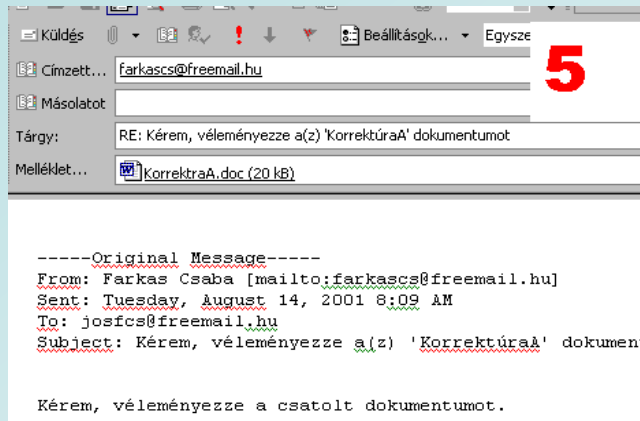 Küldés Beállítások... Egysze
5
Címzett... farkascs@freemail.hu
Másolatot
Tárgy: RE: Kérem, véleményezze a(z) 'KorrektúraA' dokumentumot
Melléklet... KorrektraA.doc (20 kB)
-----Original Message-----
From: Farkas Csaba [mailto:farkascs@freemail.hu]
Sent: Tuesday, August 14, 2001 8:09 AM
To: josfcs@freemail.hu
Subject: Kérem, véleményezze a(z) 'KorrektúraA' dokumen
Kérem, véleményezze a csatolt dokumentumot.